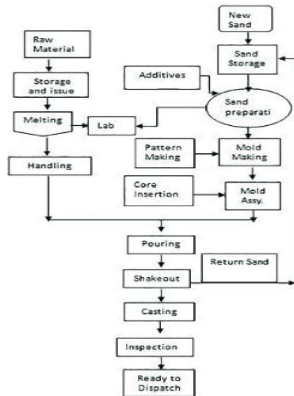 New
Sand
Raw
Material
Sand
Storage
Storage
and issue
Additives
Sand
preparati
Melting
Lab
Pattern
Making
Mold
Making
Handling
Core
Insertion
Mold
Assy.
Pouring
Return Sand
Shakeout
Casting
Inspection
Ready to
Dispatch